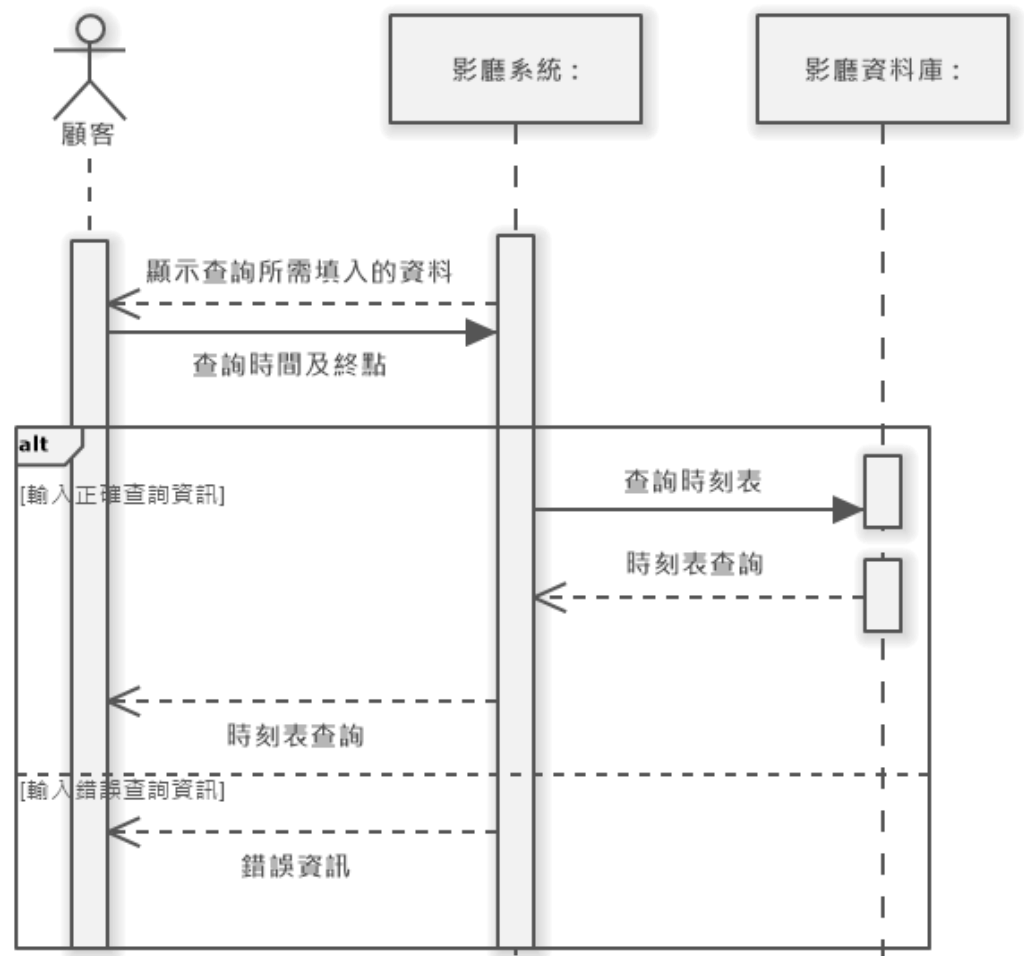 顧客
影廳系統：
影廳資料庫：
顯示查詢所需填入的資料
查詢時間及終點
alt
[輸入正確查詢資訊]
查詢時刻表
時刻表查詢
時刻表查詢
[輸入錯誤查詢資訊]
錯誤資訊